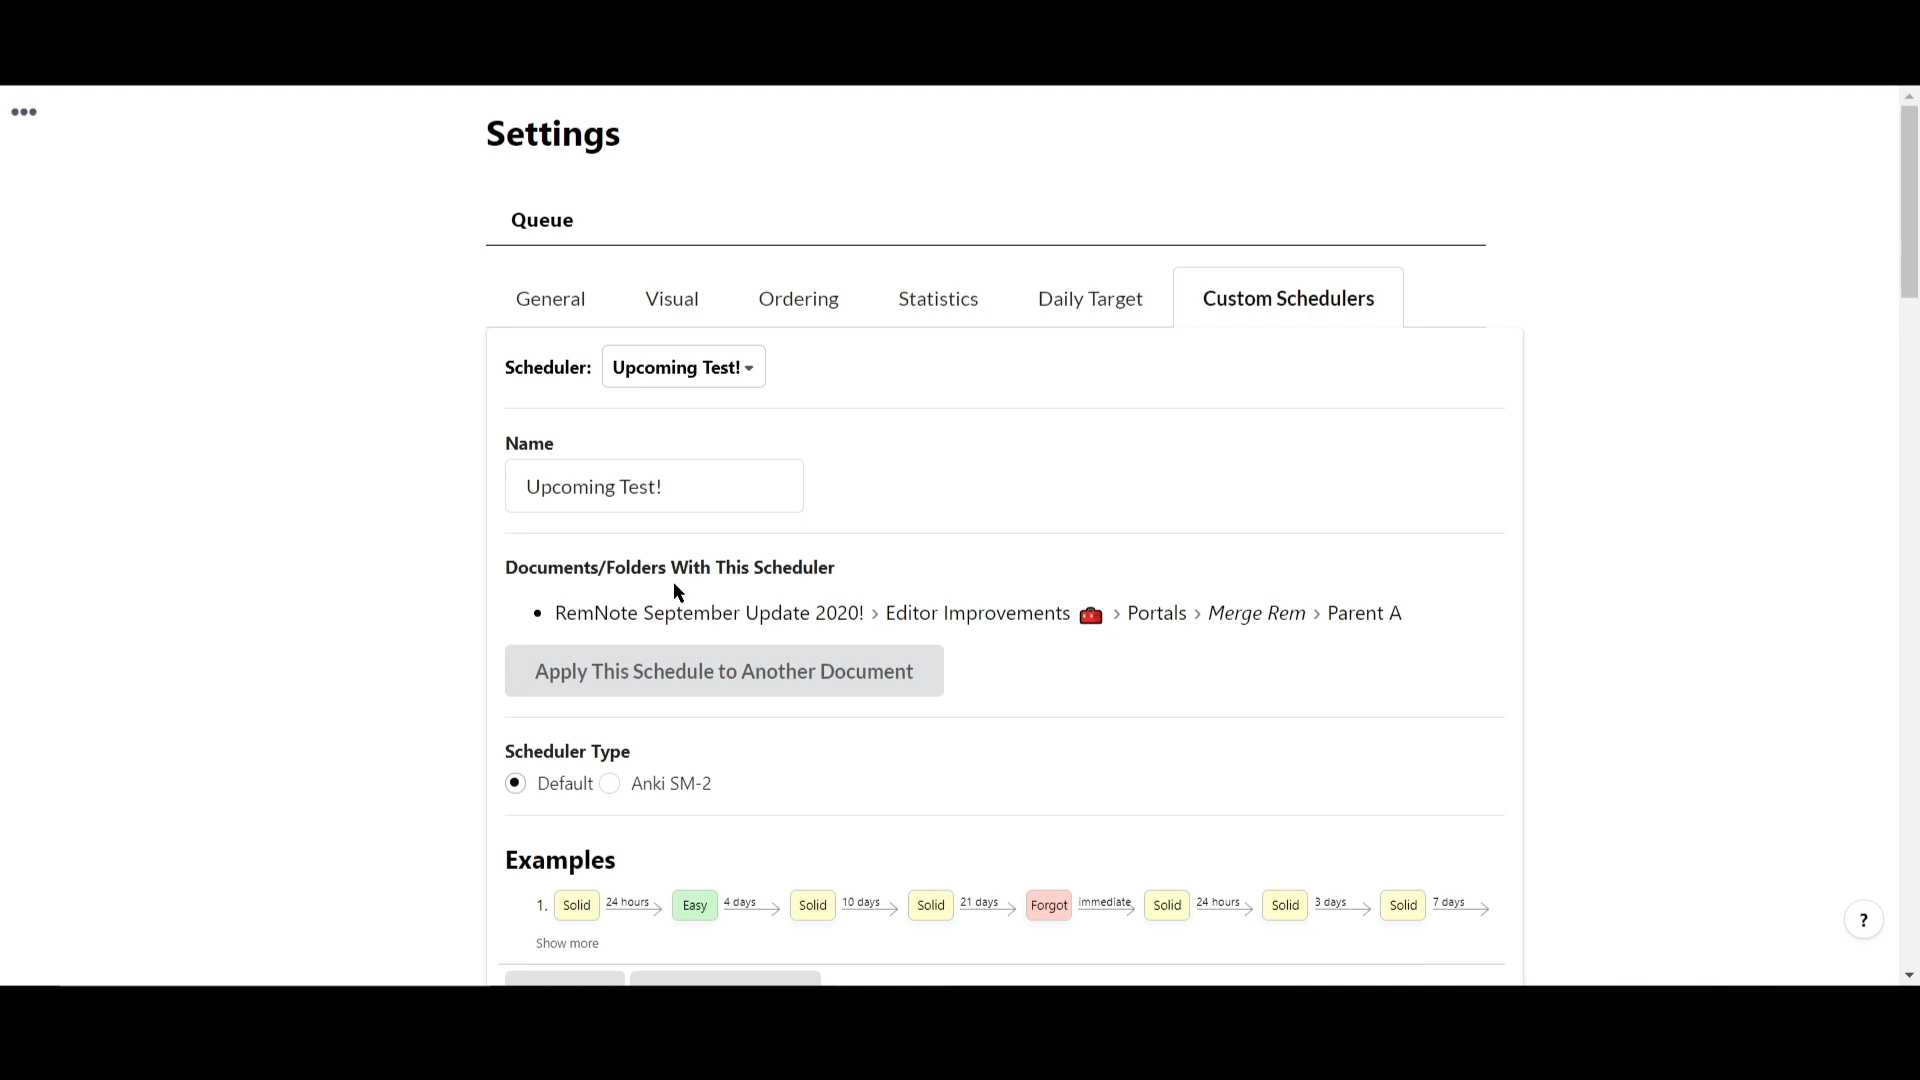 Settings
Queue
General Visual Ordering Statistics Daily Target Custom Schedulers
Scheduler: Upcoming Test!
Name
Upcoming Test!
Documents/Folders With This Scheduler
• RemNote September Update 2020! › Editor Improvements 🧰 › Portals › Merge Rem › Parent A
Apply This Schedule to Another Document
Scheduler Type
Default Anki SM-2
Examples
1. Solid 24 hours Easy 4 days Solid 10 days Solid 21 days Forgot immediate Solid 24 hours Solid 3 days Solid 7 days
Show more
?